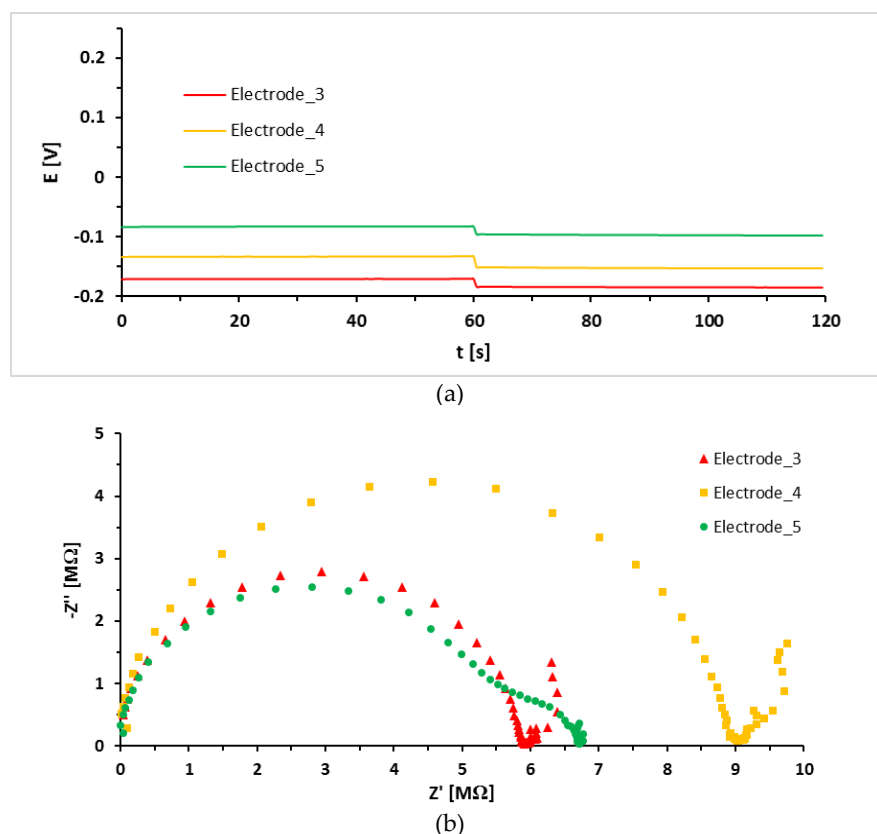 0.2
0.1
0
-0.1
-0.2
E [V]
Electrode_3
Electrode_4
Electrode_5
0 20 40 60 80 100 120
t [s]
(a)
5
4
3
2
1
0
-Z'' [MΩ]
Electrode_3
Electrode_4
Electrode_5
0 1 2 3 4 5 6 7 8 9 10
Z' [MΩ]
(b)